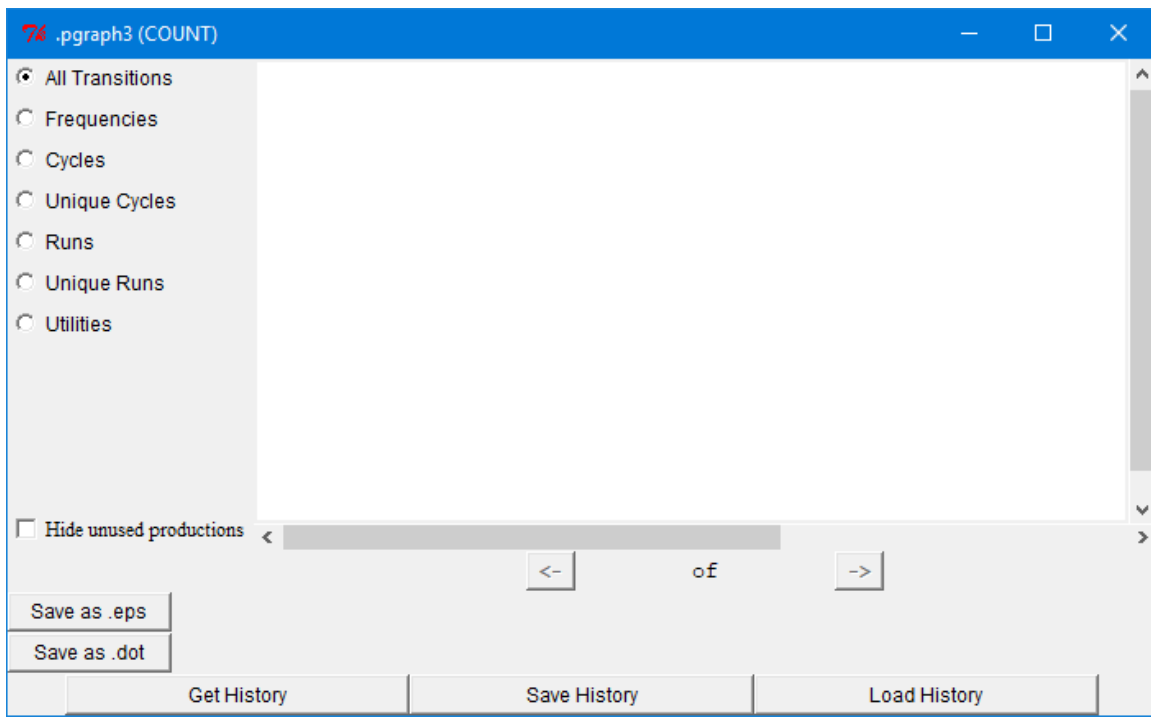 .pgraph3 (COUNT)
All Transitions
Frequencies
Cycles
Unique Cycles
Runs
Unique Runs
Utilities
Hide unused productions
<- of ->
Save as .eps
Save as .dot
Get History Save History Load History